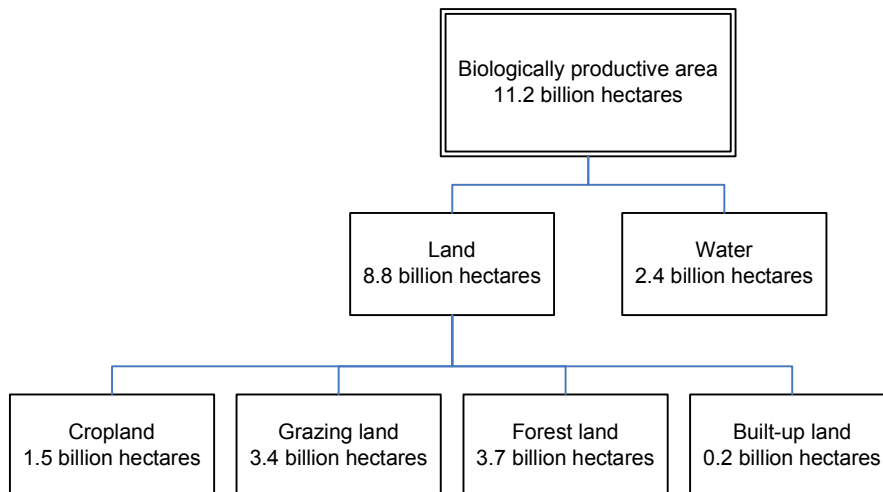 Biologically productive area
11.2 billion hectares
Land
8.8 billion hectares
Water
2.4 billion hectares
Cropland
1.5 billion hectares
Grazing land
3.4 billion hectares
Forest land
3.7 billion hectares
Built-up land
0.2 billion hectares